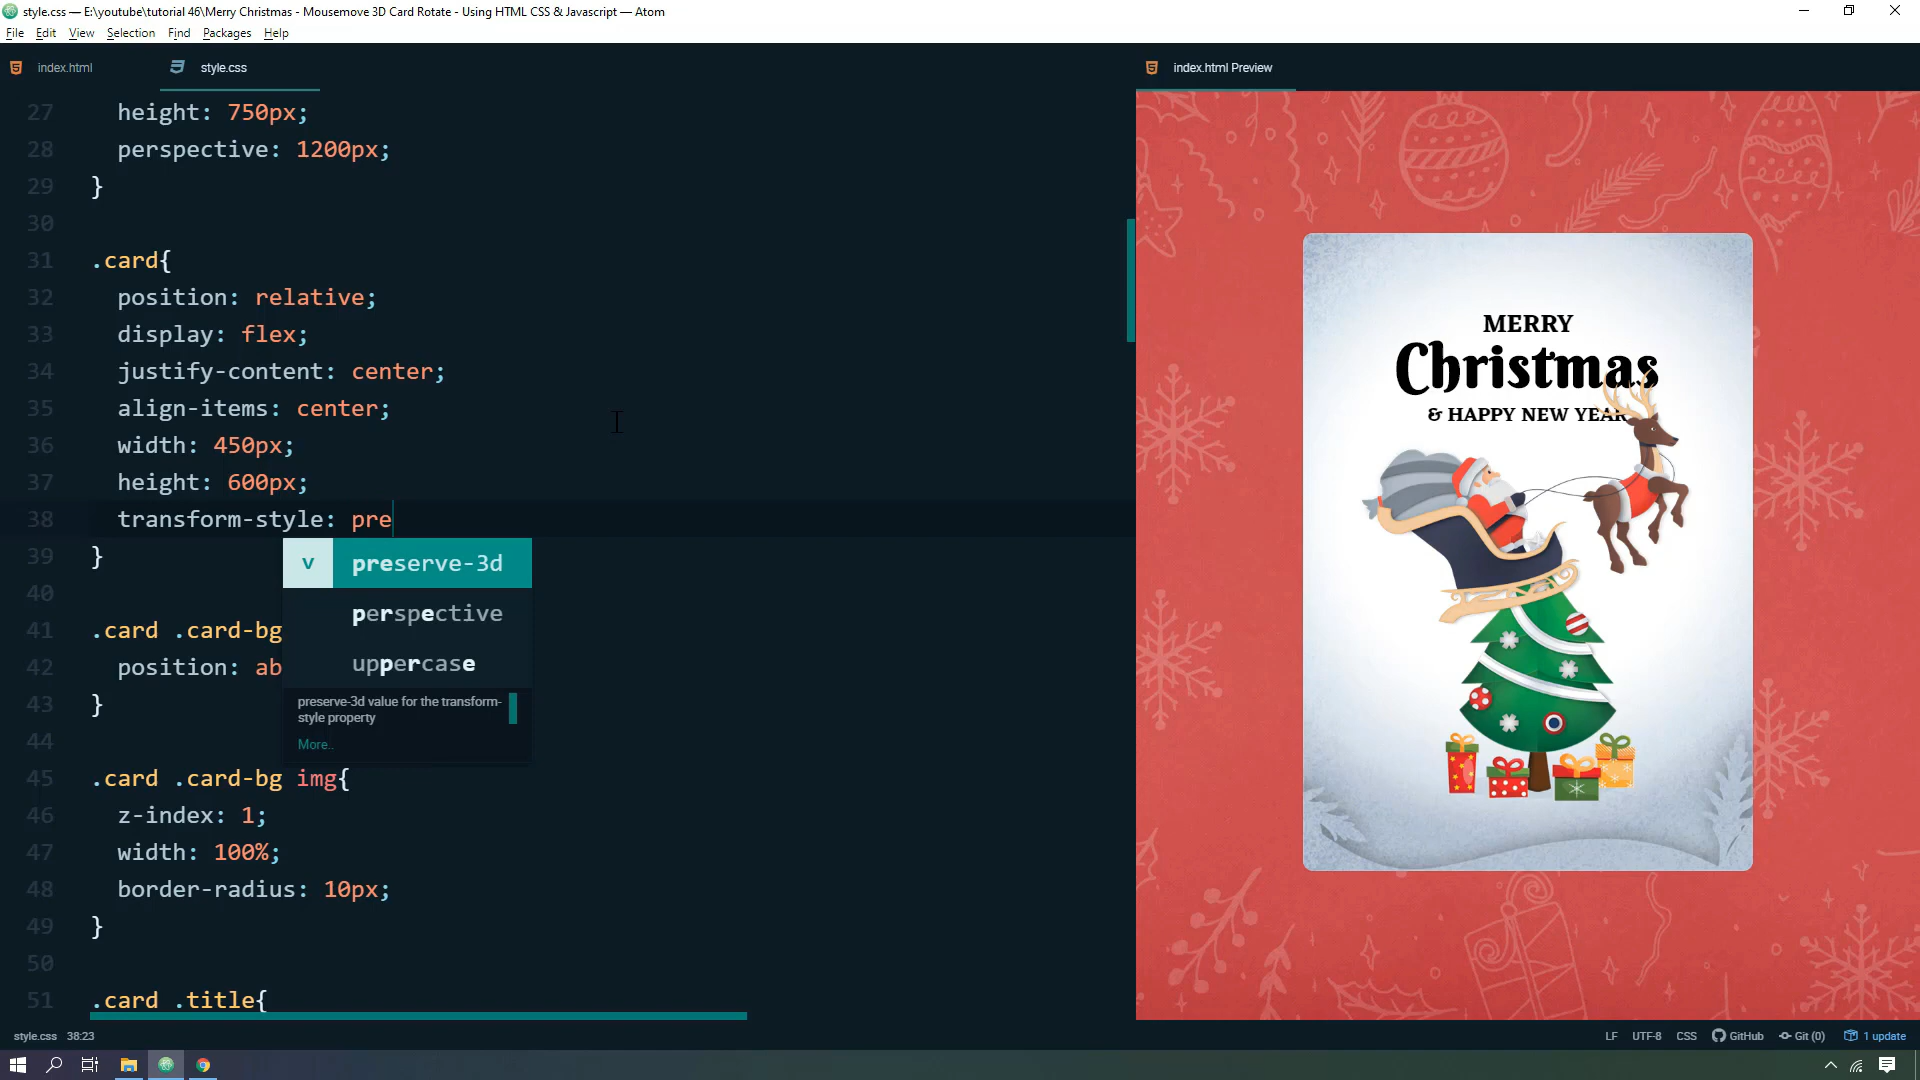 style.css — E:\youtube\tutorial 46\Merry Christmas - Mousemove 3D Card Rotate - Using HTML CSS & Javascript — Atom
File Edit View Selection Find Packages Help
index.html
style.css
27 height: 750px;
28 perspective: 1200px;
29 }
30
31 .card{
32 position: relative;
33 display: flex;
34 justify-content: center;
35 align-items: center;
36 width: 450px;
37 height: 600px;
38 transform-style: pre
39 }
v preserve-3d
perspective
uppercase
preserve-3d value for the transform-
style property
More..
40
41 .card .card-bg
42 position: ab
43 }
44
45 .card .card-bg img{
46 z-index: 1;
47 width: 100%;
48 border-radius: 10px;
49 }
50
51 .card .title{
index.html Preview
MERRY
Christmas
& HAPPY NEW YEAR
style.css 38:23
LF UTF-8 CSS GitHub Git (0) 1 update